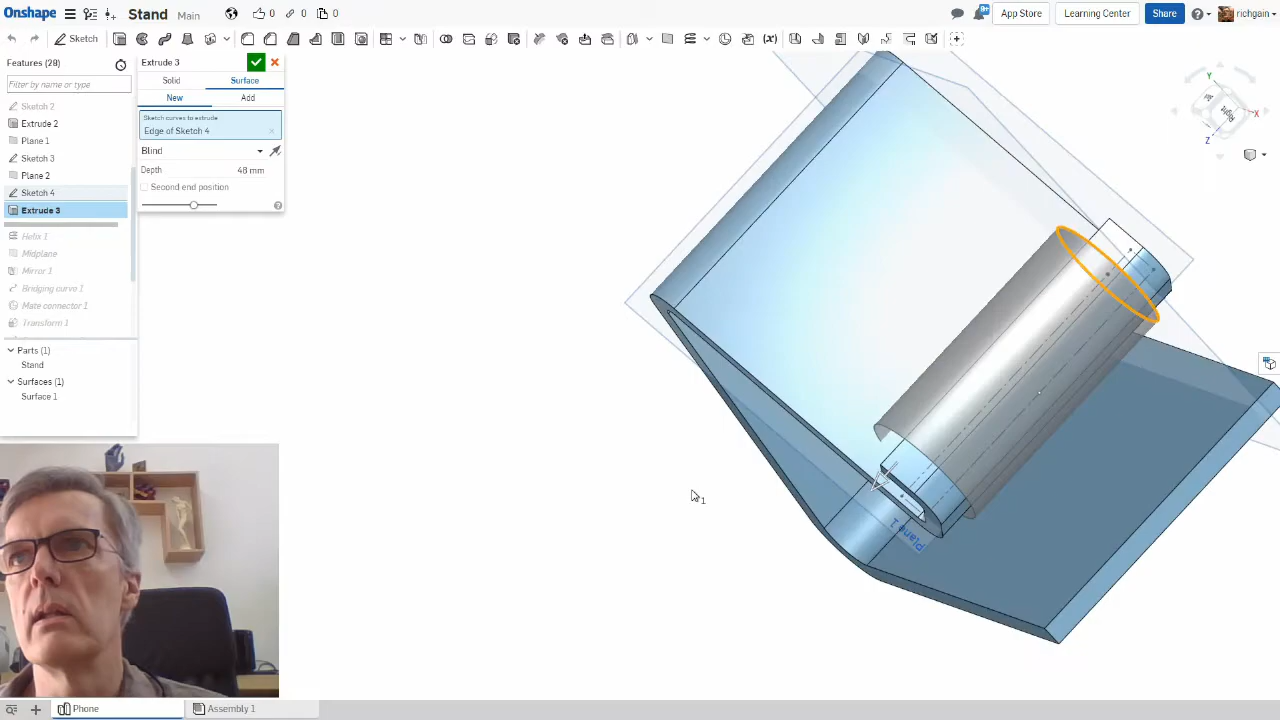 Onshape
Stand Main
0 0 0
App Store
Learning Center
Share
richgain
Sketch
Features (28)
Filter by name or type
Sketch 2
Extrude 2
Plane 1
Sketch 3
Plane 2
Sketch 4
Extrude 3
Helix 1
Midplane
Mirror 1
Bridging curve 1
Mate connector 1
Transform 1
Parts (1)
Stand
Surfaces (1)
Surface 1
Extrude 3
Solid Surface
New Add
Sketch curves to extrude
Edge of Sketch 4
Blind
Depth 48 mm
Second end position
Plane 1
Y
X
Z
Right
1
Phone
Assembly 1